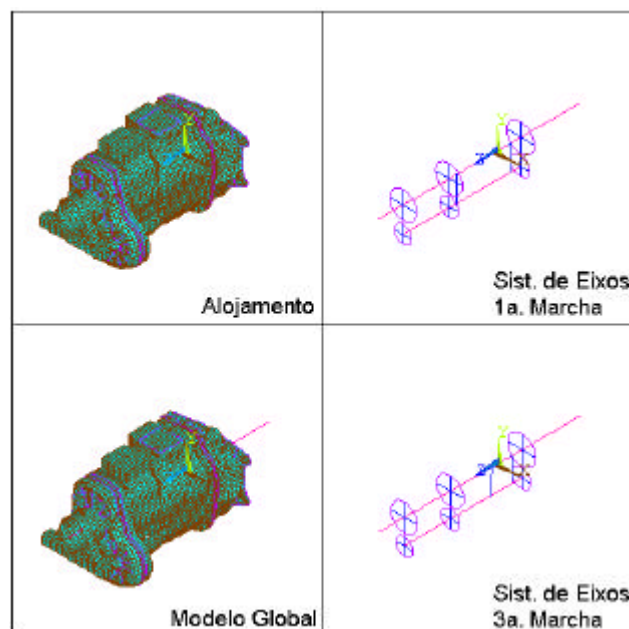 Alojamento
Sist. de Eixos
1a. Marcha
Modelo Global
Sist. de Eixos
3a. Marcha